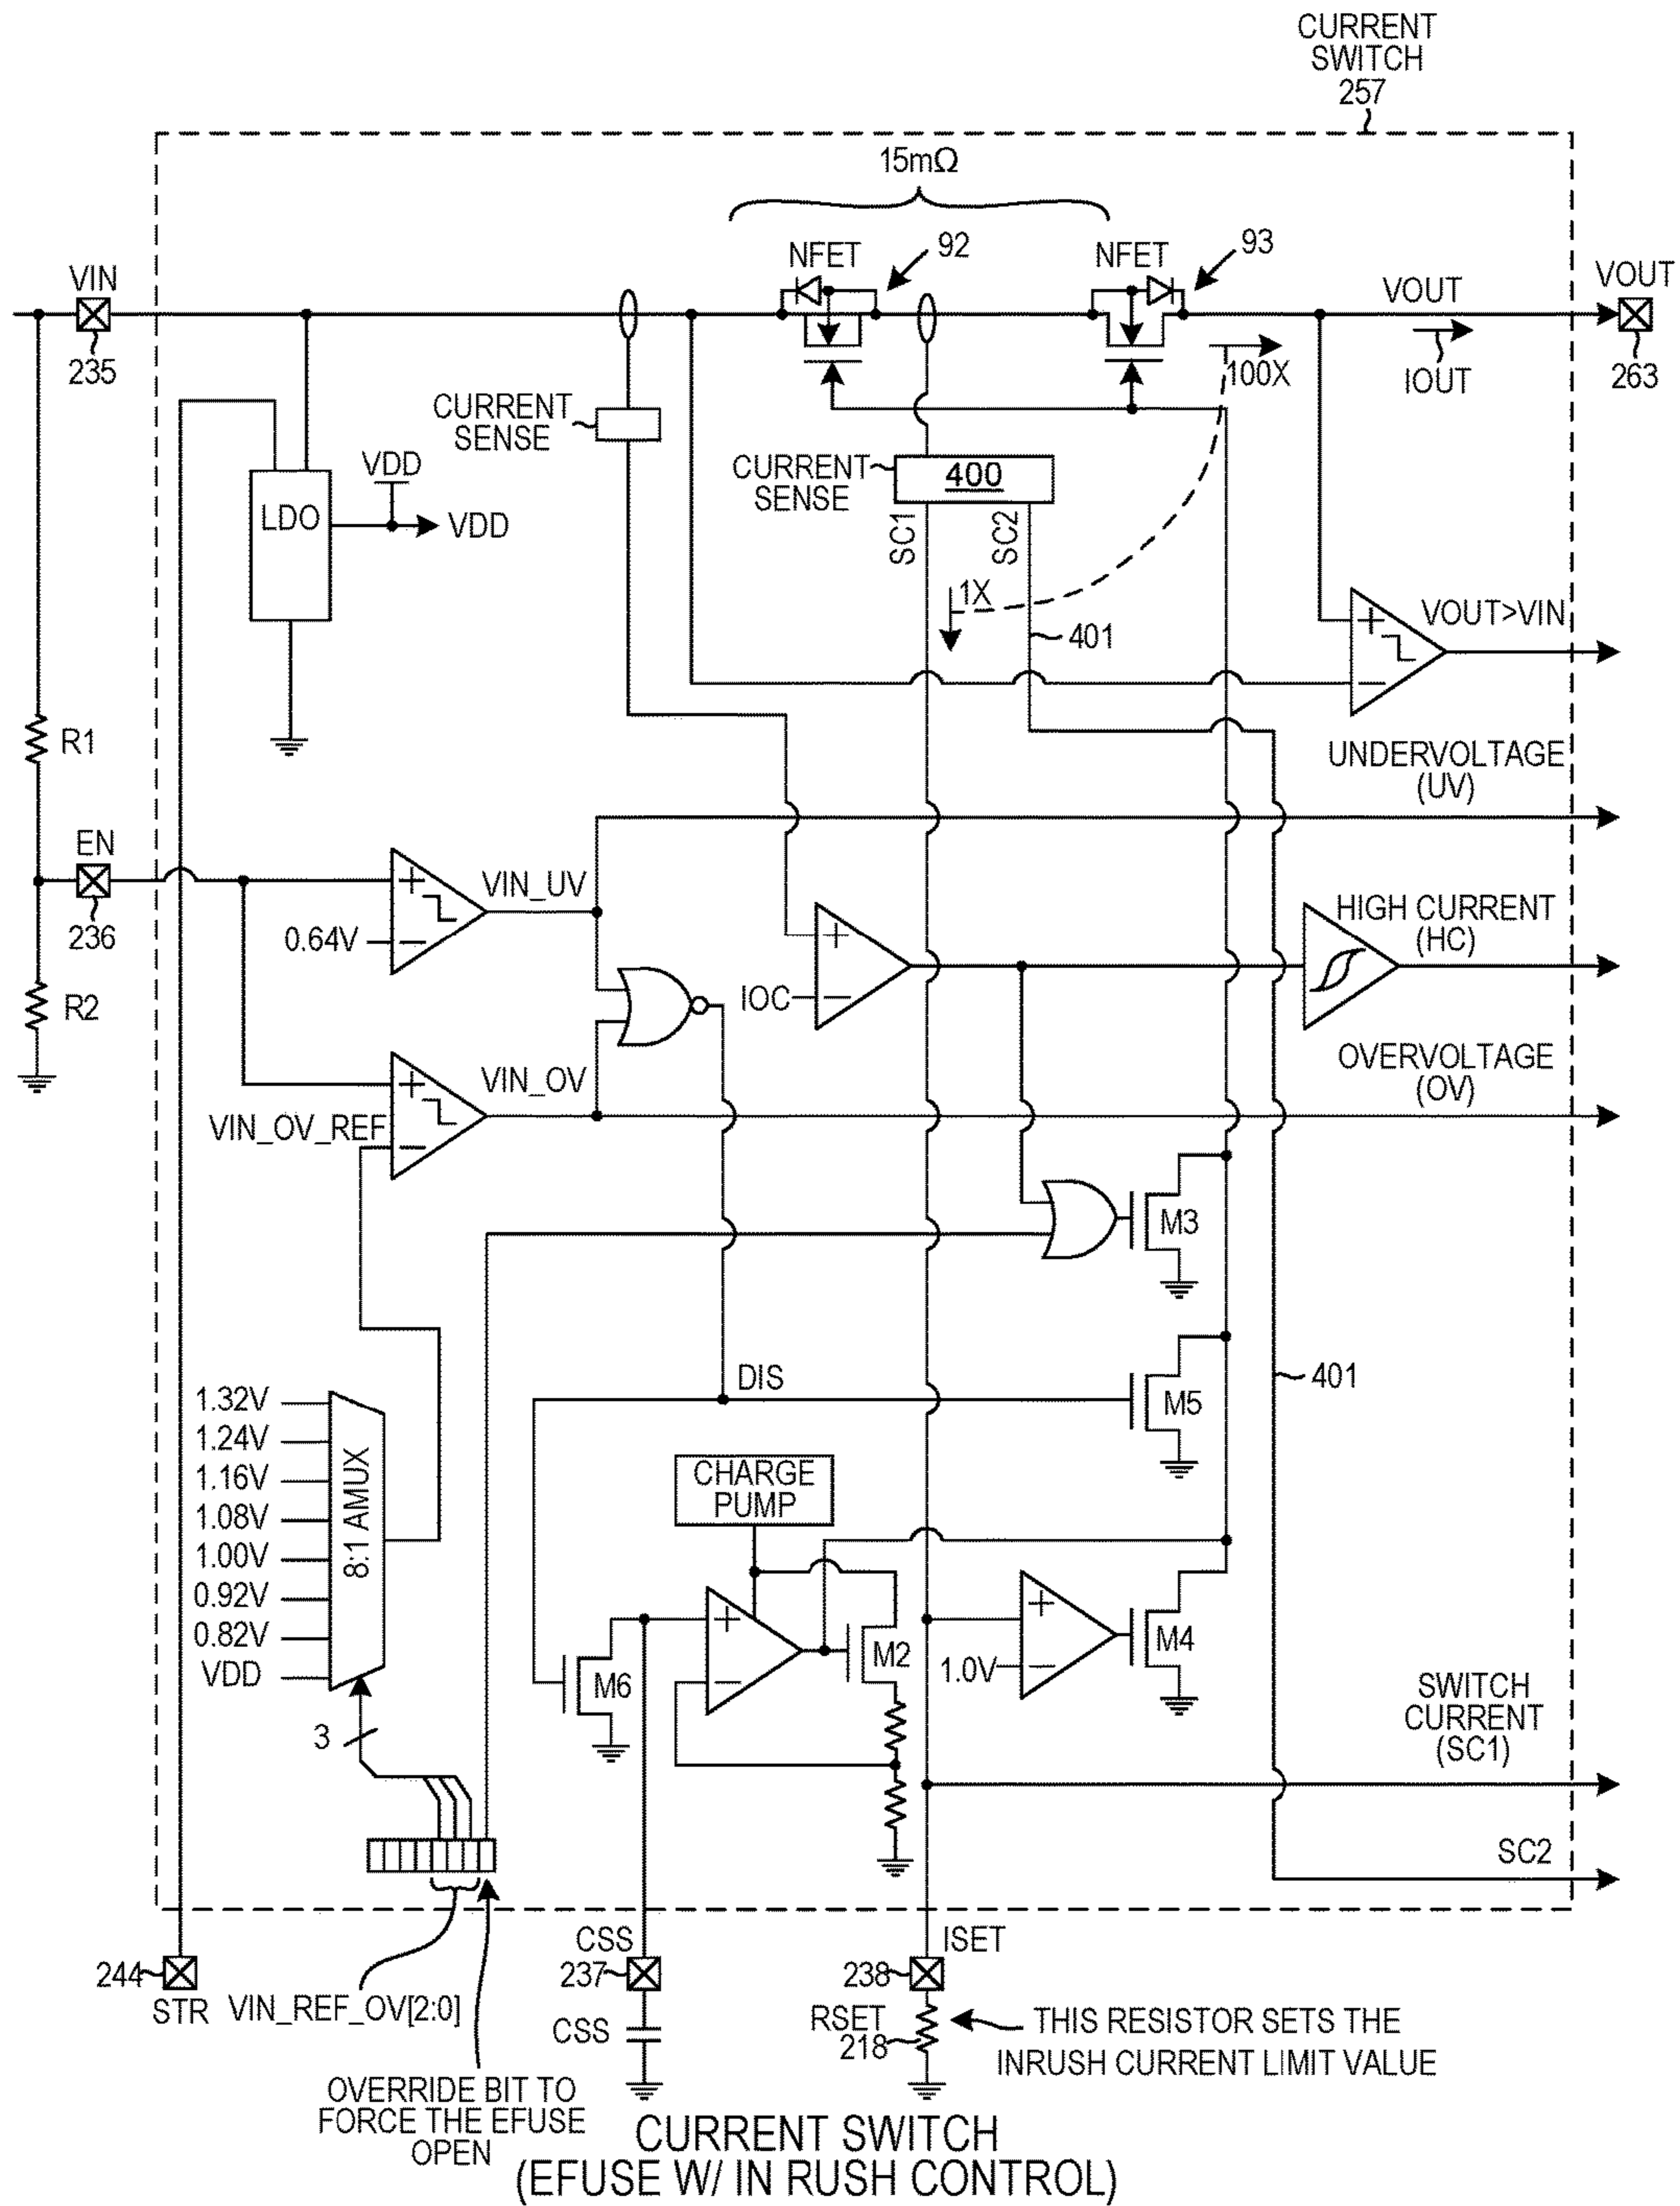 CURRENT
SWITCH
257
15mΩ
NFET
92
NFET
93
VIN
235
VOUT
VOUT
263
IOUT
100X
CURRENT
SENSE
CURRENT
SENSE
400
SC1
SC2
VDD
LDO
VDD
1X
401
VOUT>VIN
+
−
R1
UNDERVOLTAGE
(UV)
EN
236
+
−
0.64V
VIN_UV
R2
IOC
+
−
HIGH CURRENT
(HC)
OVERVOLTAGE
(OV)
VIN_OV
VIN_OV_REF
+
−
M3
DIS
M5
401
1.32V
1.24V
1.16V
1.08V
1.00V
0.92V
0.82V
VDD
8:1 AMUX
CHARGE
PUMP
+
−
M2
M6
+
−
1.0V
M4
3
SWITCH
CURRENT
(SC1)
SC2
244
STR
VIN_REF_OV[2:0]
CSS
237
CSS
ISET
238
RSET
218
THIS RESISTOR SETS THE
INRUSH CURRENT LIMIT VALUE
OVERRIDE BIT TO
FORCE THE EFUSE
OPEN
CURRENT SWITCH
(EFUSE W/ IN RUSH CONTROL)